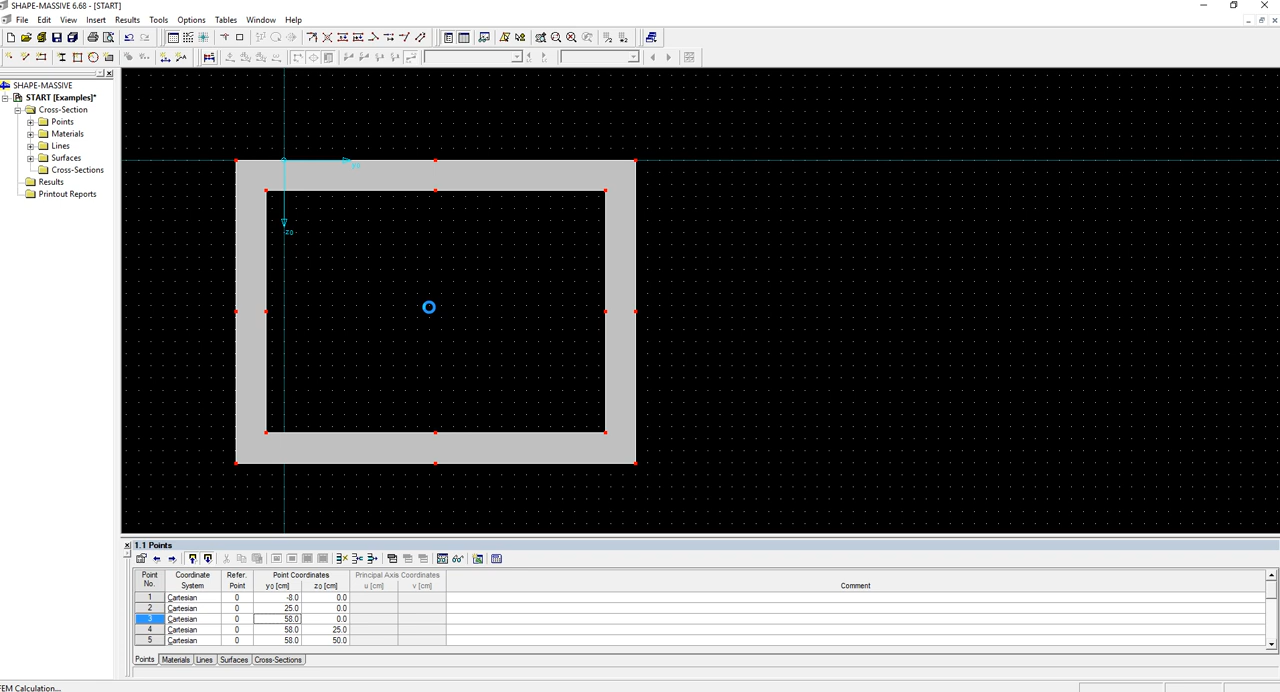 SHAPE-MASSIVE 6.68 - [START]
File Edit View Insert Results Tools Options Tables Window Help
SHAPE-MASSIVE
START [Examples]*
Cross-Section
Points
Materials
Lines
Surfaces
Cross-Sections
Results
Printout Reports
y0
z0
1.1 Points
Point No. Coordinate System Refer. Point Point Coordinates Principal Axis Coordinates Comment
y0 [cm] z0 [cm] u [cm] v [cm]
1 Cartesian 0 -8.0 0.0
2 Cartesian 0 25.0 0.0
3 Cartesian 0 58.0 0.0
4 Cartesian 0 58.0 25.0
5 Cartesian 0 58.0 50.0
Points Materials Lines Surfaces Cross-Sections
FEM Calculation...